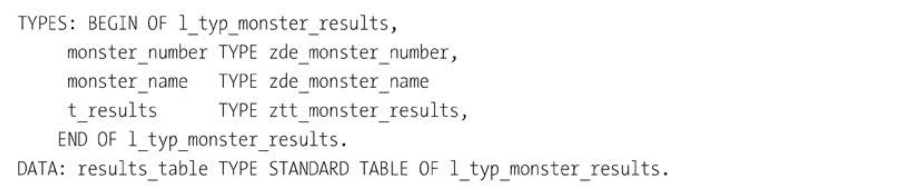 TYPES: BEGIN OF l_typ_monster_results,
monster_number TYPE zde_monster_number,
monster_name TYPE zde_monster_name
t_results TYPE ztt_monster_results,
END OF l_typ_monster_results.
DATA: results_table TYPE STANDARD TABLE OF l_typ_monster_results.